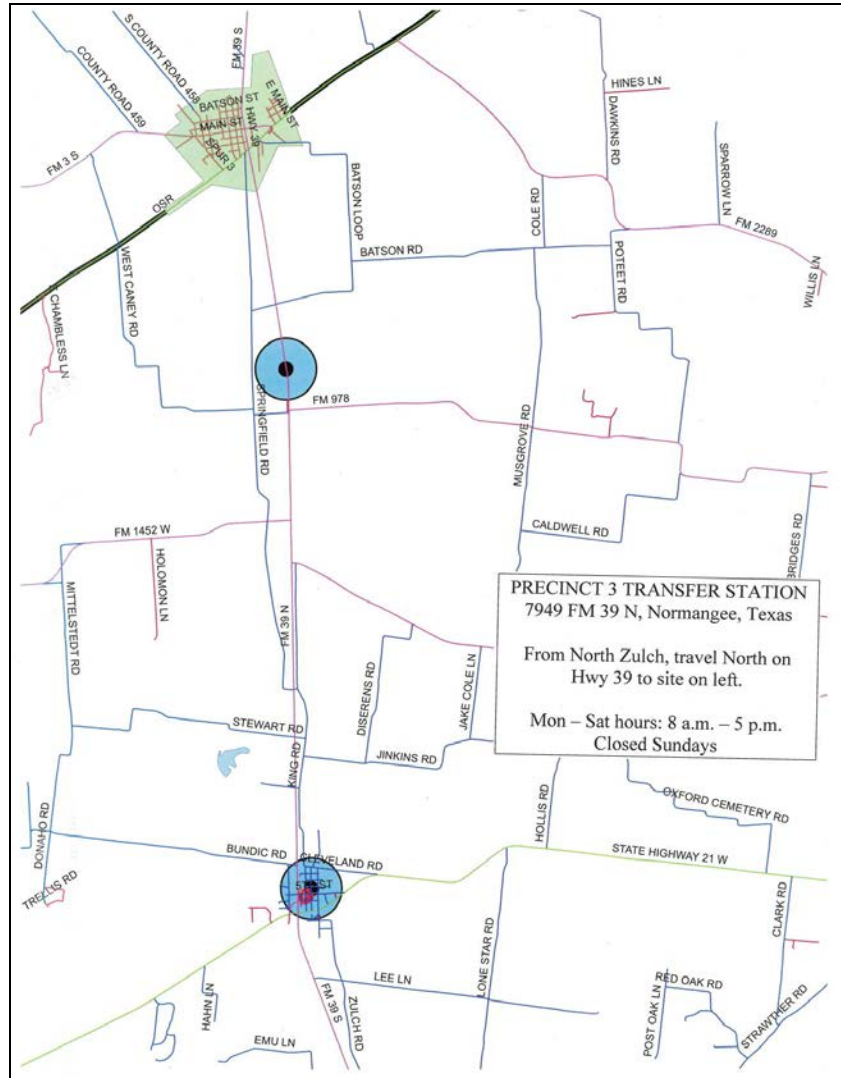 S COUNTY ROAD 458
FM 39 S
COUNTY ROAD 459
BATSON ST
E MAIN ST
MAIN ST
HWY 39
SPUR 3
FM 3 S
OSR
HINES LN
DAWKINS RD
SPARROW LN
BATSON LOOP
COLE RD
FM 2289
BATSON RD
POTEET RD
WILLIS LN
WEST CANEY RD
CHAMBLESS LN
SPRINGFIELD RD
FM 978
MUSGROVE RD
FM 1452 W
HOLOMON LN
CALDWELL RD
BRIDGES RD
MITTELSTEDT RD
FM 39 N
PRECINCT 3 TRANSFER STATION
7949 FM 39 N, Normangee, Texas
From North Zulch, travel North on
Hwy 39 to site on left.
Mon – Sat hours: 8 a.m. – 5 p.m.
Closed Sundays
DISERENS RD
JAKE COLE LN
STEWART RD
JINKINS RD
KING RD
HOLLIS RD
OXFORD CEMETERY RD
DONAHO RD
BUNDIC RD
CLEVELAND RD
STATE HIGHWAY 21 W
TRELLIS RD
CLARK RD
LONE STAR RD
LEE LN
RED OAK RD
HAHN LN
FM 39 S
ZULCH RD
POST OAK LN
STRAWTHER RD
EMU LN